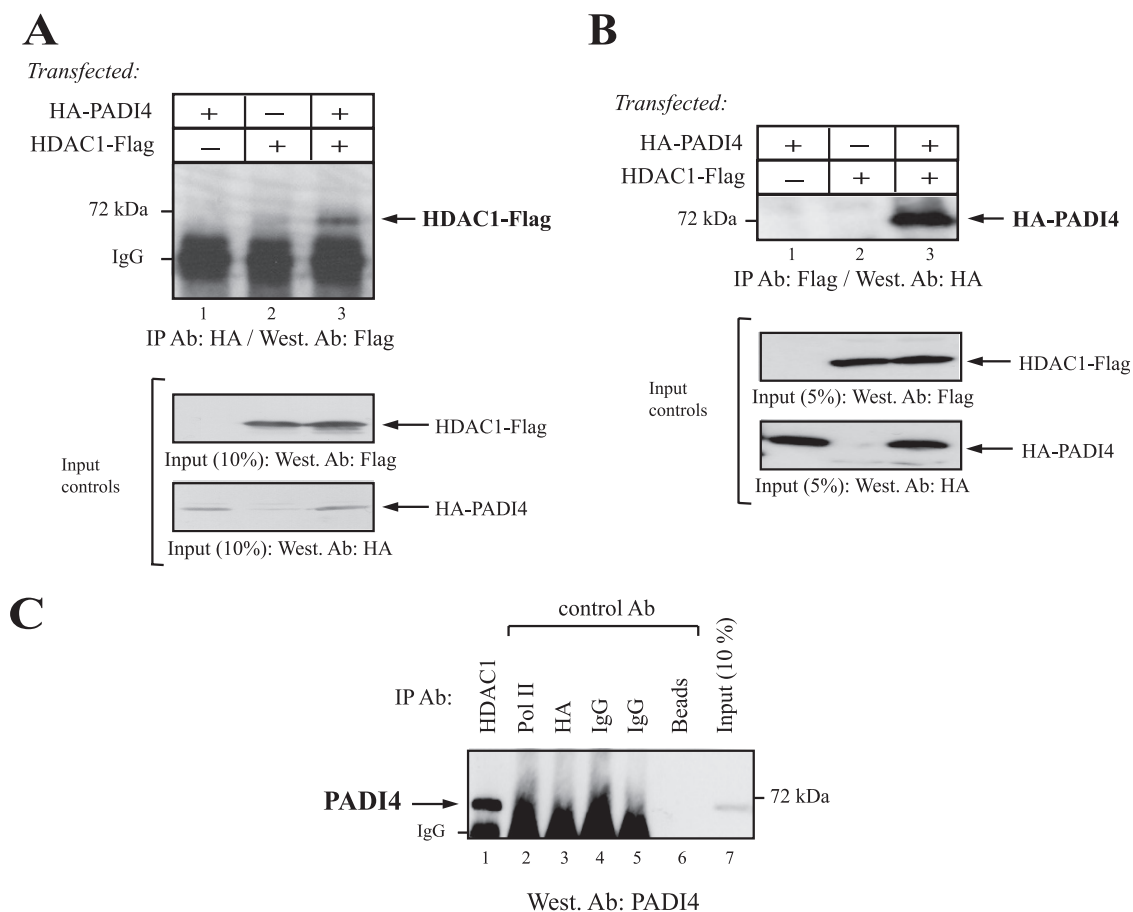 A
Transfected:
HA-PADI4 + − +
HDAC1-Flag − + +
72 kDa
HDAC1-Flag
IgG
1 2 3
IP Ab: HA / West. Ab: Flag
Input controls
HDAC1-Flag
Input (10%): West. Ab: Flag
HA-PADI4
Input (10%): West. Ab: HA
B
Transfected:
HA-PADI4 + − +
HDAC1-Flag − + +
72 kDa
HA-PADI4
1 2 3
IP Ab: Flag / West. Ab: HA
Input controls
HDAC1-Flag
Input (5%): West. Ab: Flag
HA-PADI4
Input (5%): West. Ab: HA
C
control Ab
IP Ab:
HDAC1
Pol II
HA
IgG
IgG
Beads
Input (10 %)
PADI4
72 kDa
IgG
1 2 3 4 5 6 7
West. Ab: PADI4